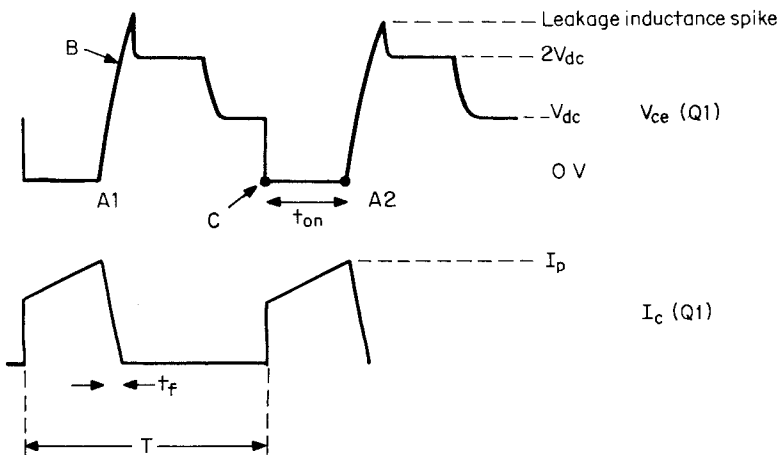 Leakage inductance spike
B
2Vdc
Vdc
Vce (Q1)
0 V
A1
C
ton
A2
Ip
Ic (Q1)
tf
T